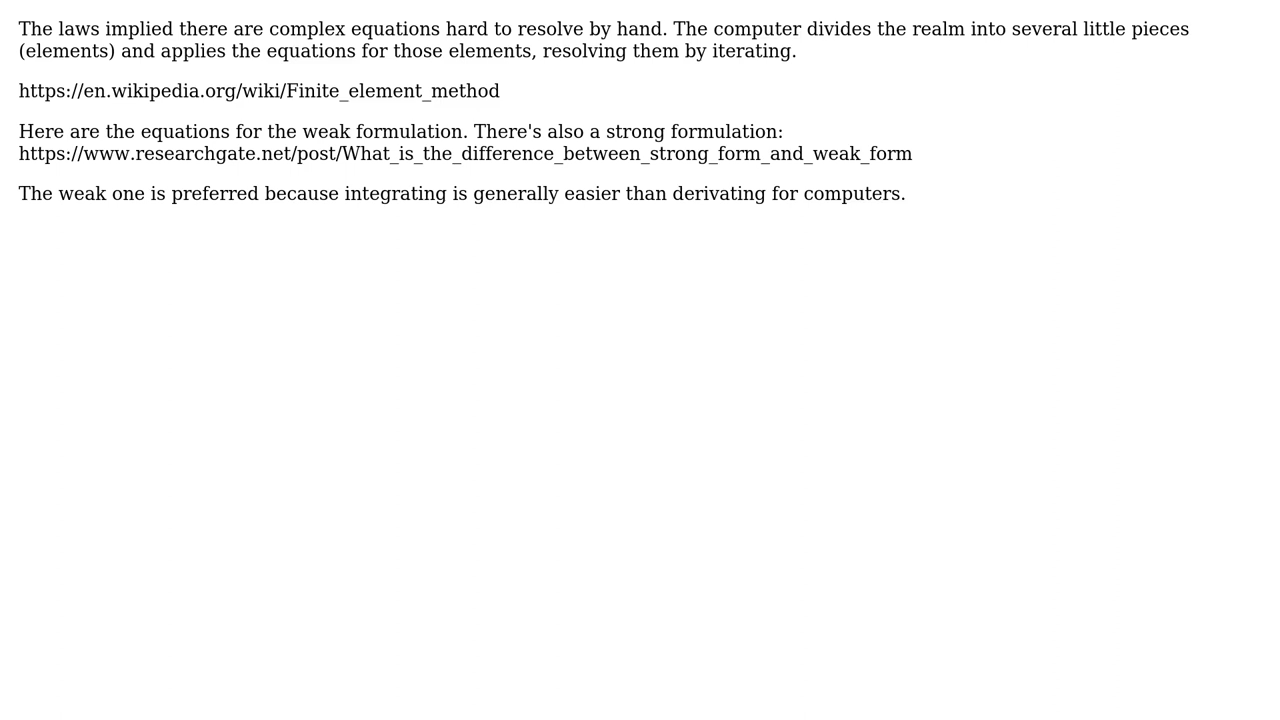 The laws implied there are complex equations hard to resolve by hand. The computer divides the realm into several little pieces
(elements) and applies the equations for those elements, resolving them by iterating.
https://en.wikipedia.org/wiki/Finite_element_method
Here are the equations for the weak formulation. There's also a strong formulation:
https://www.researchgate.net/post/What_is_the_difference_between_strong_form_and_weak_form
The weak one is preferred because integrating is generally easier than derivating for computers.